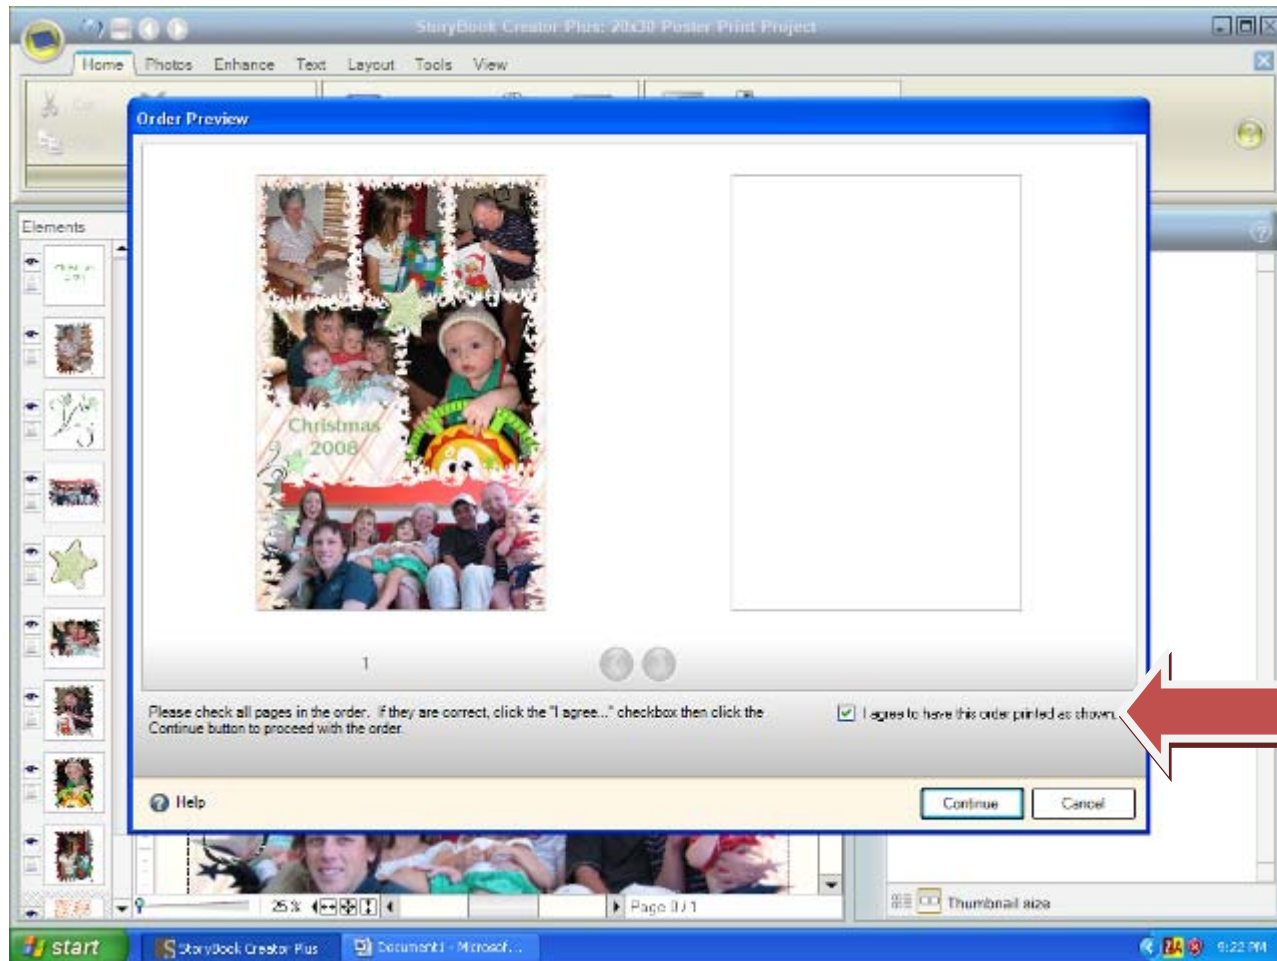 StoryBook Creator Plus: 20x30 Poster Print Project
Home Photos Enhance Text Layout Tools View
Order Preview
Elements
Christmas
2008
1
Please check all pages in the order. If they are correct, click the "I agree..." checkbox then click the
Continue button to proceed with the order.
I agree to have this order printed as shown.
Help
Continue
Cancel
25 %
Page 0 / 1
Thumbnail size
start
StoryBook Creator Plus
Document1 - Microsof...
9:22 PM